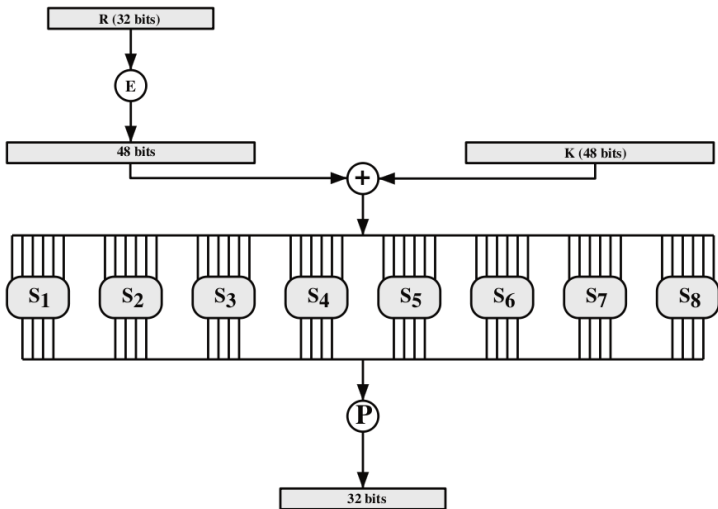 R (32 bits)
E
48 bits
K (48 bits)
+
S1 S2 S3 S4 S5 S6 S7 S8
P
32 bits